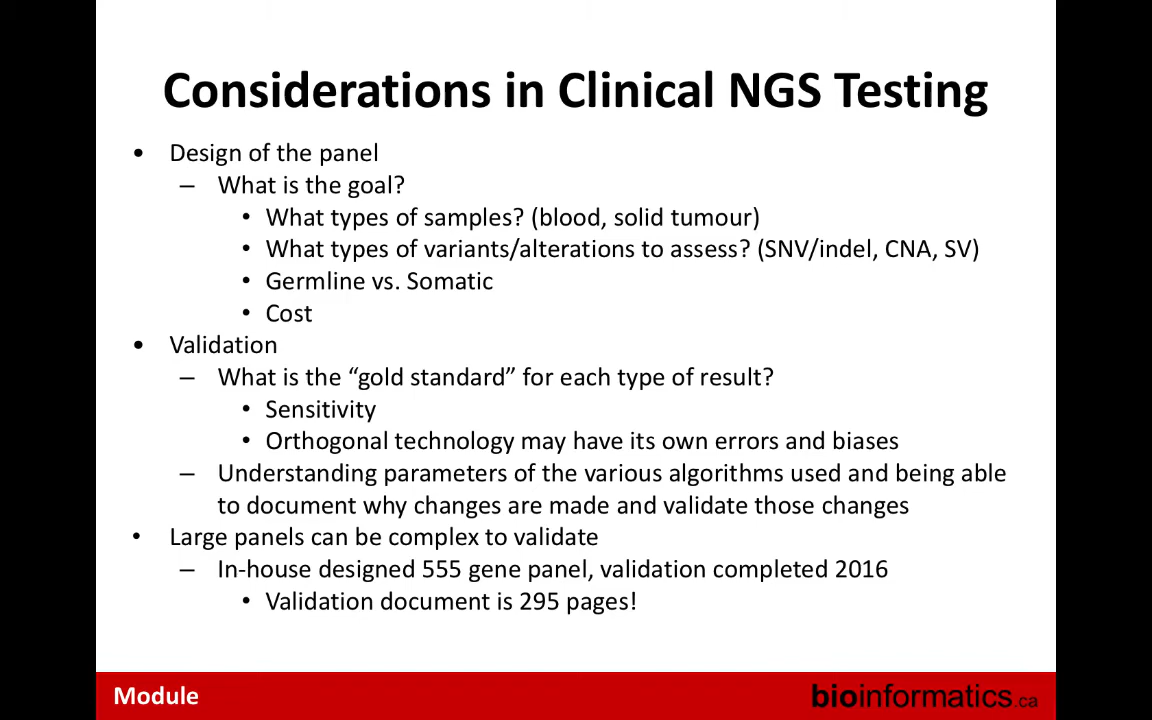 Considerations in Clinical NGS Testing
• Design of the panel
– What is the goal?
• What types of samples? (blood, solid tumour)
• What types of variants/alterations to assess? (SNV/indel, CNA, SV)
• Germline vs. Somatic
• Cost
• Validation
– What is the “gold standard” for each type of result?
• Sensitivity
• Orthogonal technology may have its own errors and biases
– Understanding parameters of the various algorithms used and being able
to document why changes are made and validate those changes
• Large panels can be complex to validate
– In-house designed 555 gene panel, validation completed 2016
• Validation document is 295 pages!
Module
bioinformatics.ca